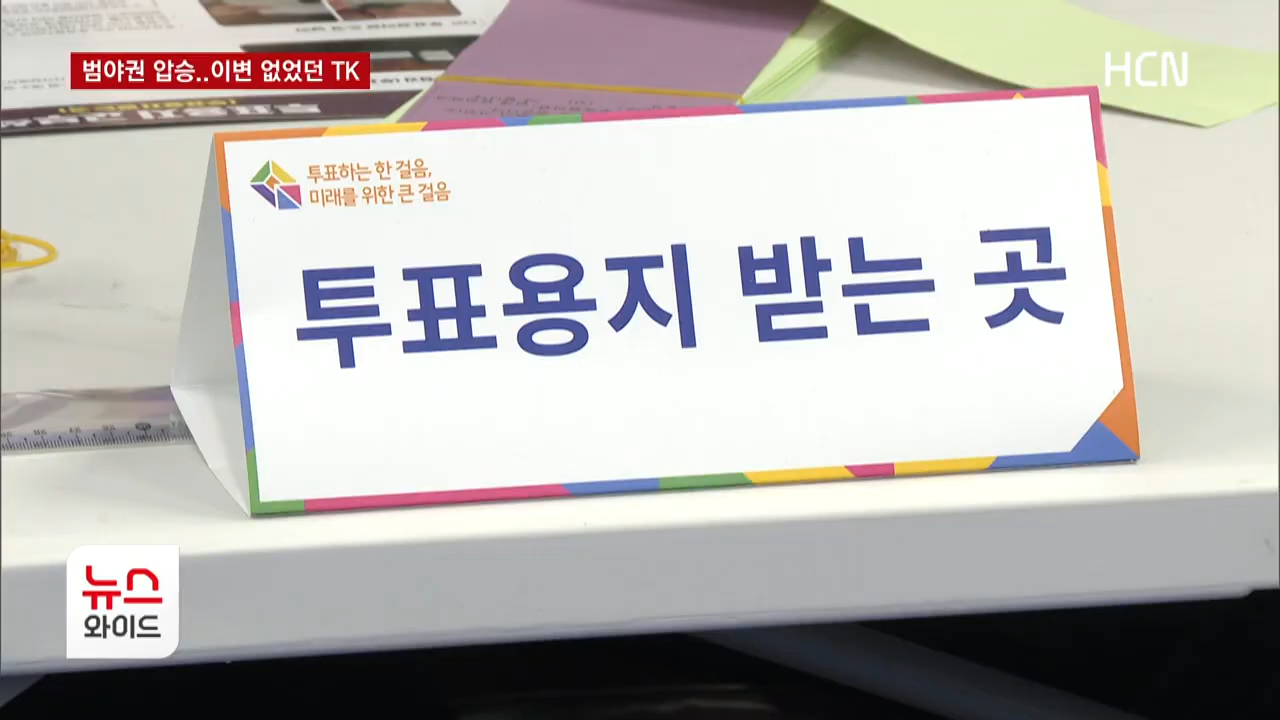 범야권 압승..이변 없었던 TK
HCN
투표하는 한 걸음,
미래를 위한 큰 걸음
투표용지 받는 곳
뉴스
와이드